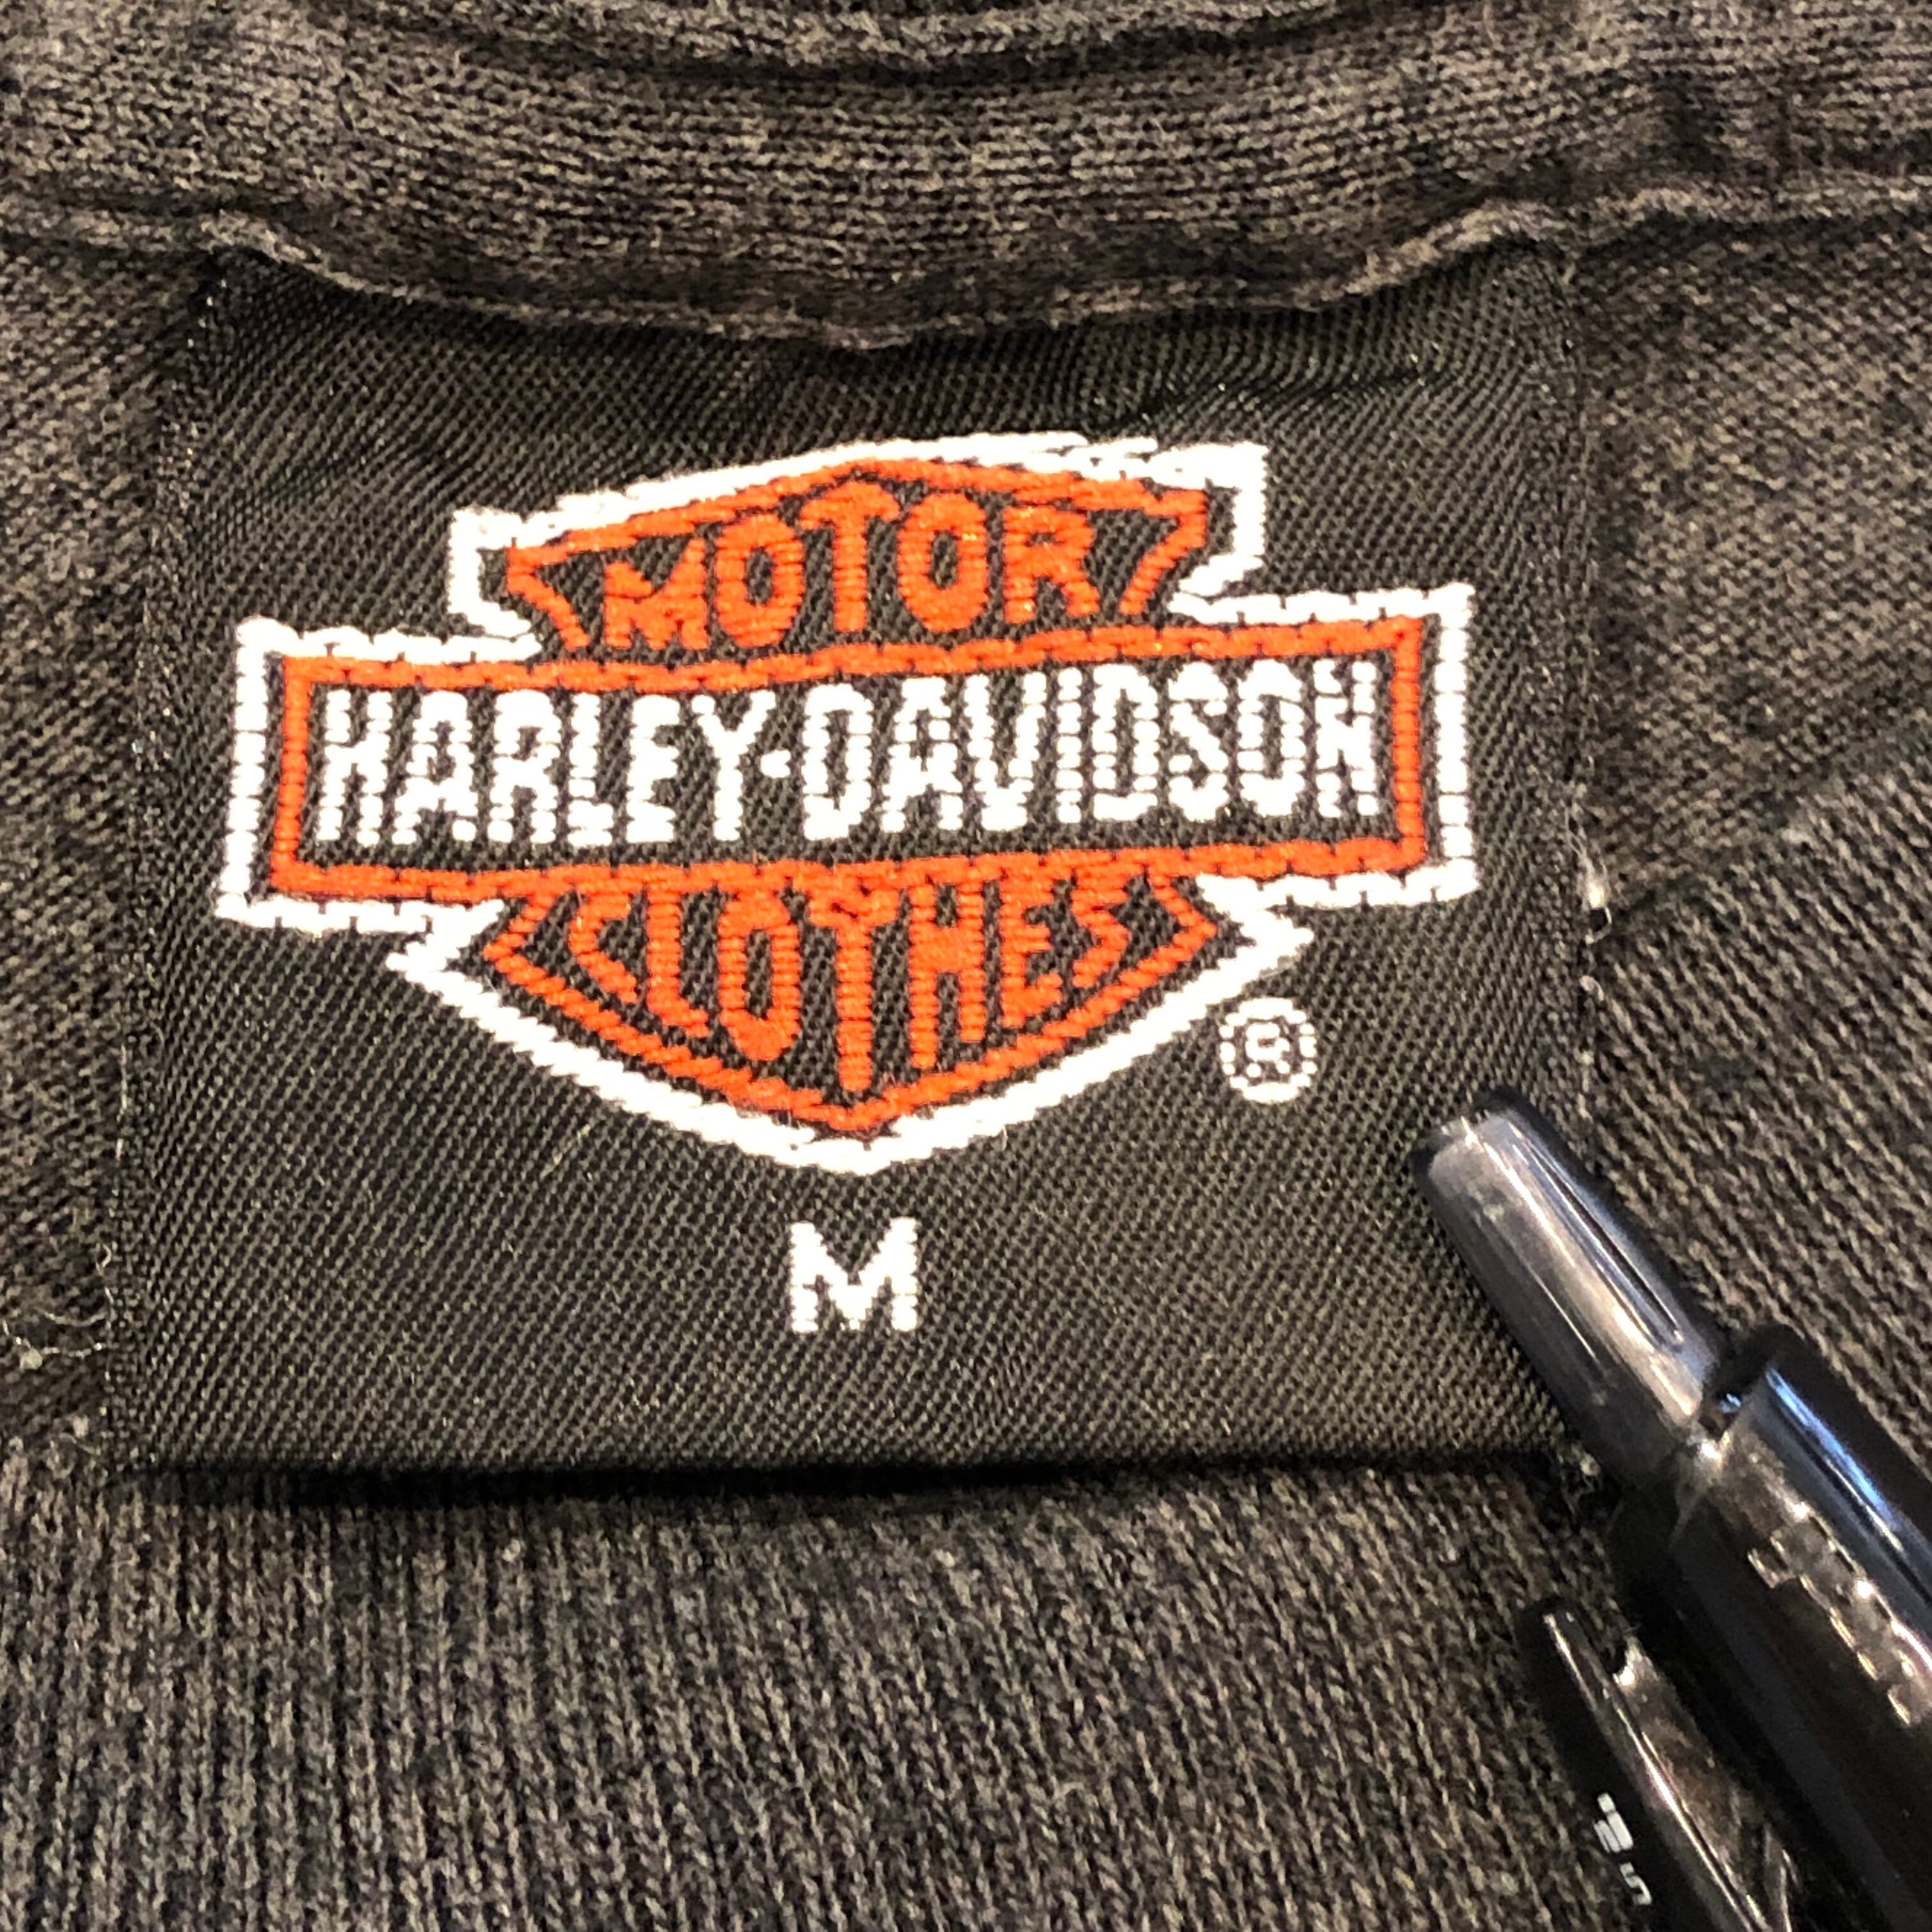 MOTOR
HARLEY-DAVIDSON
CLOTHES
®
M